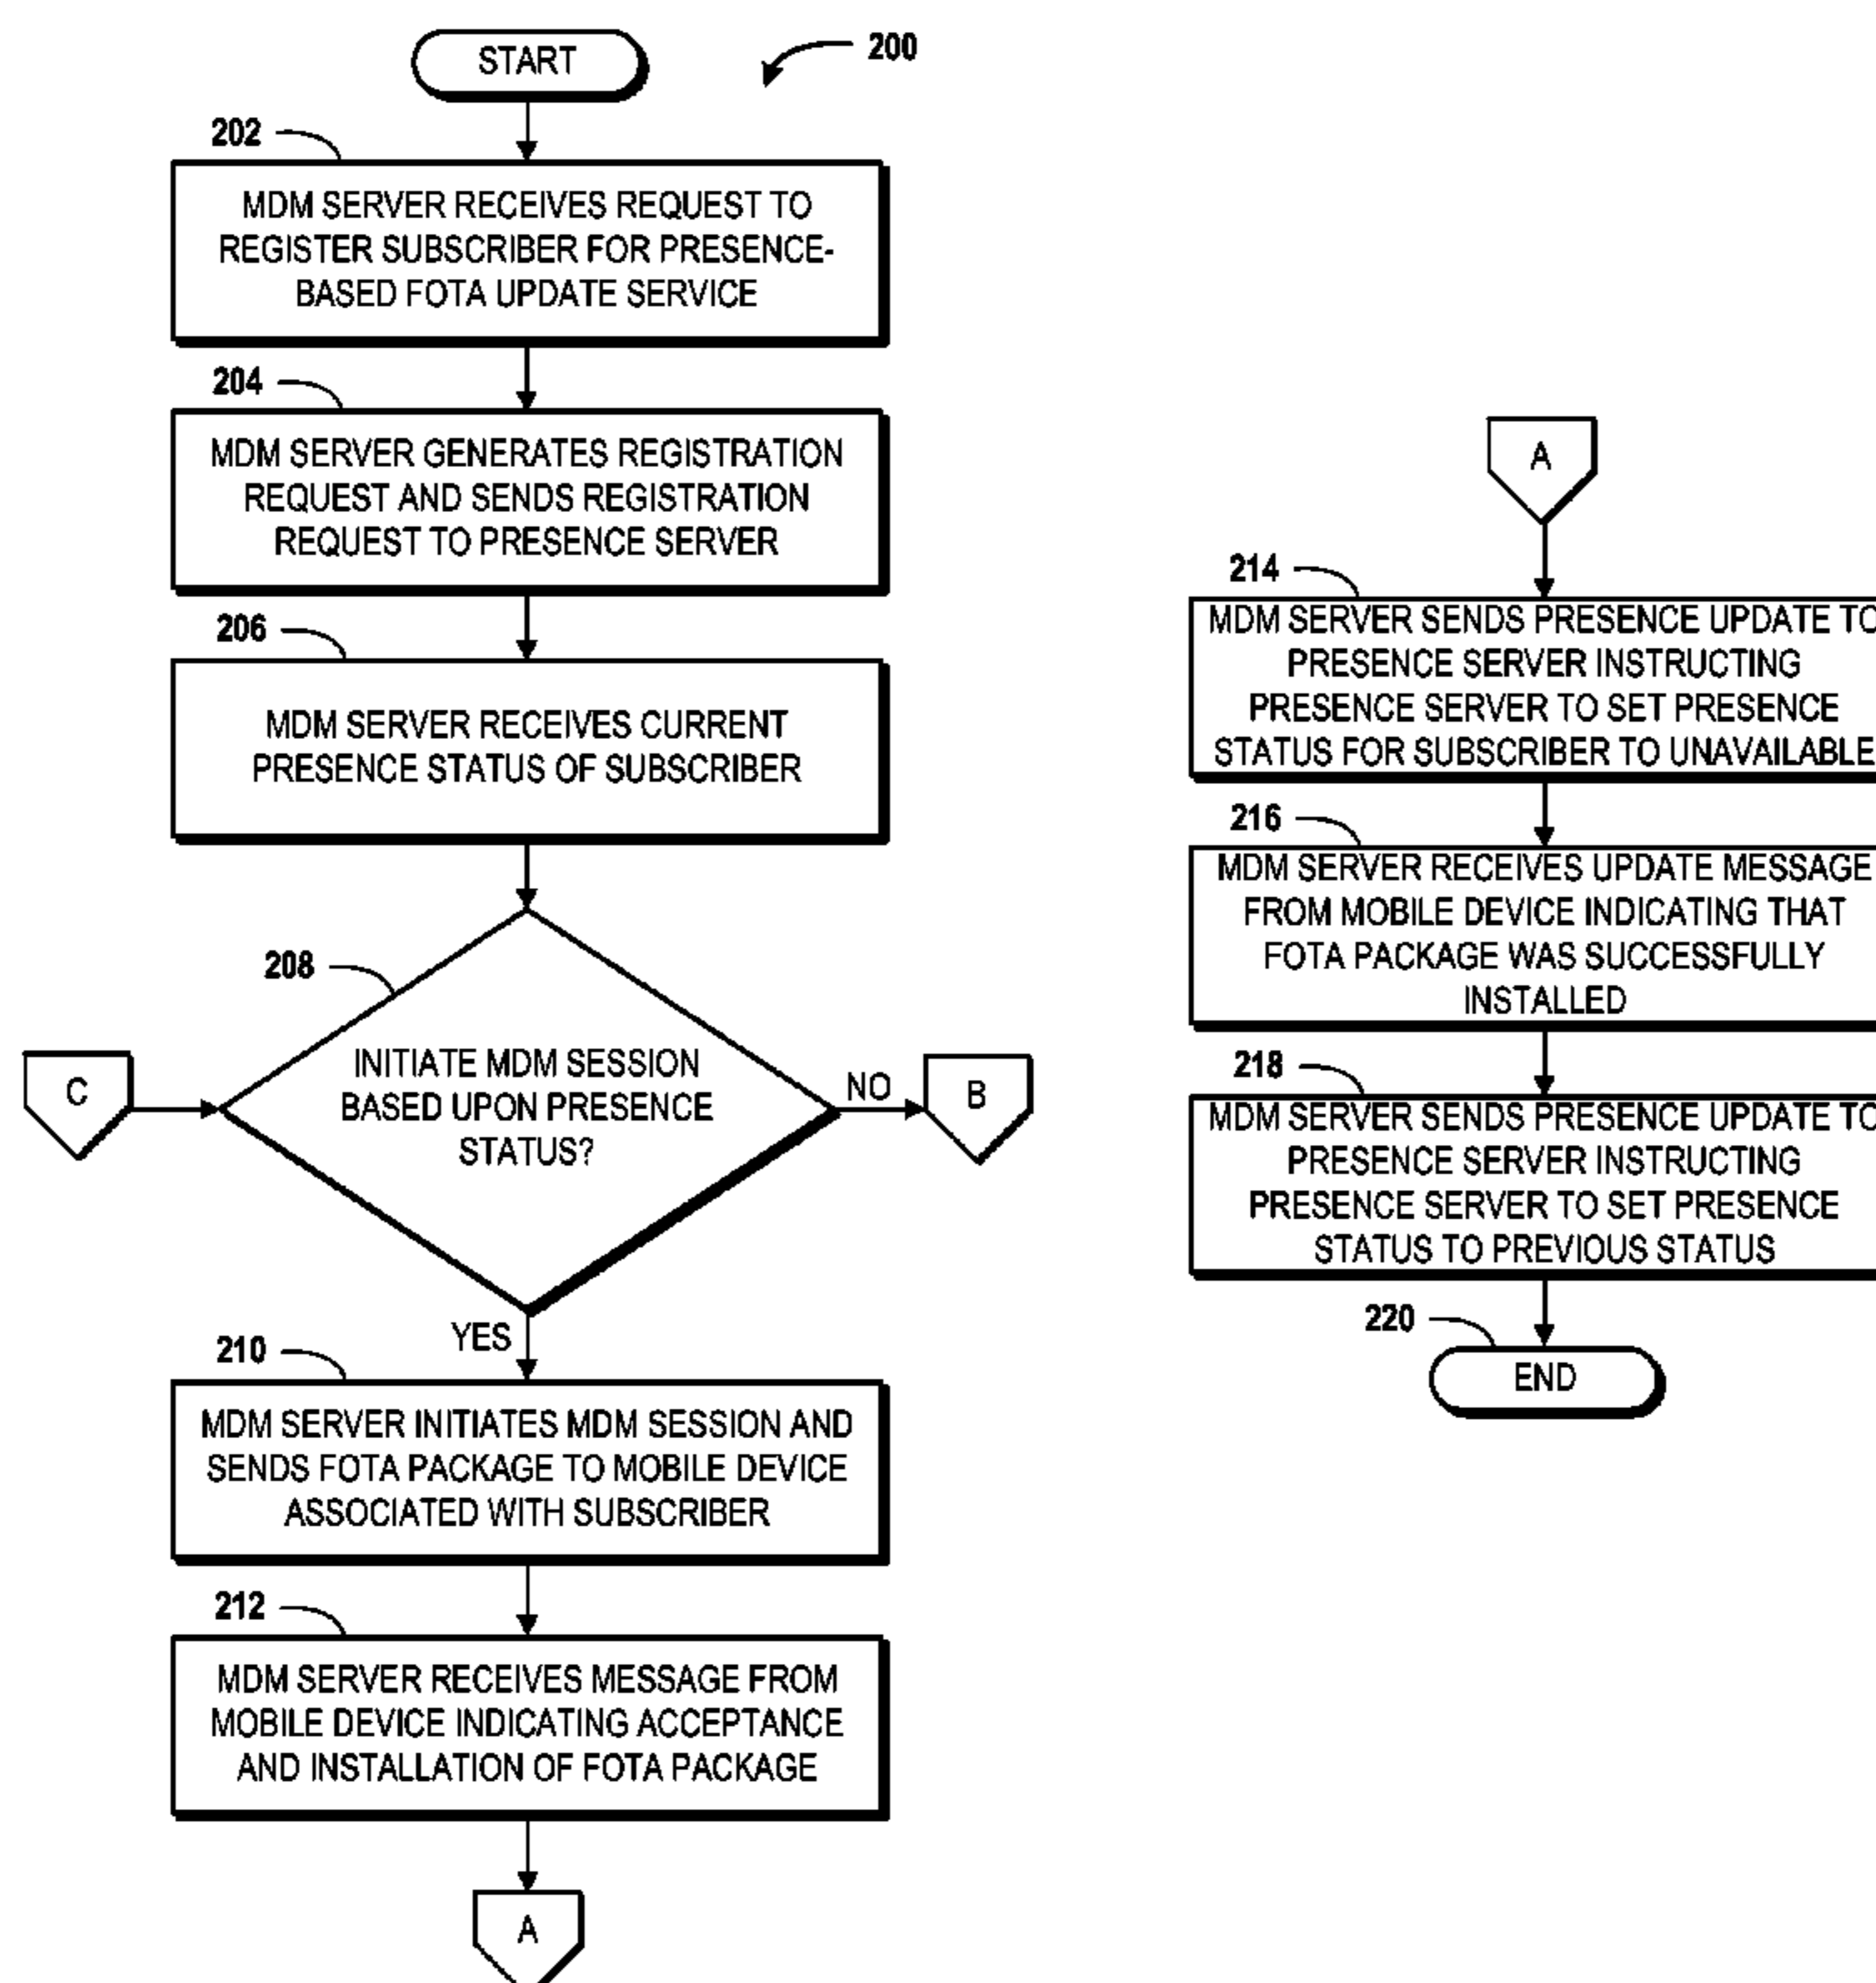 START
200
202
MDM SERVER RECEIVES REQUEST TO
REGISTER SUBSCRIBER FOR PRESENCE-
BASED FOTA UPDATE SERVICE
204
MDM SERVER GENERATES REGISTRATION
REQUEST AND SENDS REGISTRATION
REQUEST TO PRESENCE SERVER
206
MDM SERVER RECEIVES CURRENT
PRESENCE STATUS OF SUBSCRIBER
208
C
INITIATE MDM SESSION
BASED UPON PRESENCE
STATUS?
NO
B
YES
210
MDM SERVER INITIATES MDM SESSION AND
SENDS FOTA PACKAGE TO MOBILE DEVICE
ASSOCIATED WITH SUBSCRIBER
212
MDM SERVER RECEIVES MESSAGE FROM
MOBILE DEVICE INDICATING ACCEPTANCE
AND INSTALLATION OF FOTA PACKAGE
A
A
214
MDM SERVER SENDS PRESENCE UPDATE TO
PRESENCE SERVER INSTRUCTING
PRESENCE SERVER TO SET PRESENCE
STATUS FOR SUBSCRIBER TO UNAVAILABLE
216
MDM SERVER RECEIVES UPDATE MESSAGE
FROM MOBILE DEVICE INDICATING THAT
FOTA PACKAGE WAS SUCCESSFULLY
INSTALLED
218
MDM SERVER SENDS PRESENCE UPDATE TO
PRESENCE SERVER INSTRUCTING
PRESENCE SERVER TO SET PRESENCE
STATUS TO PREVIOUS STATUS
220
END